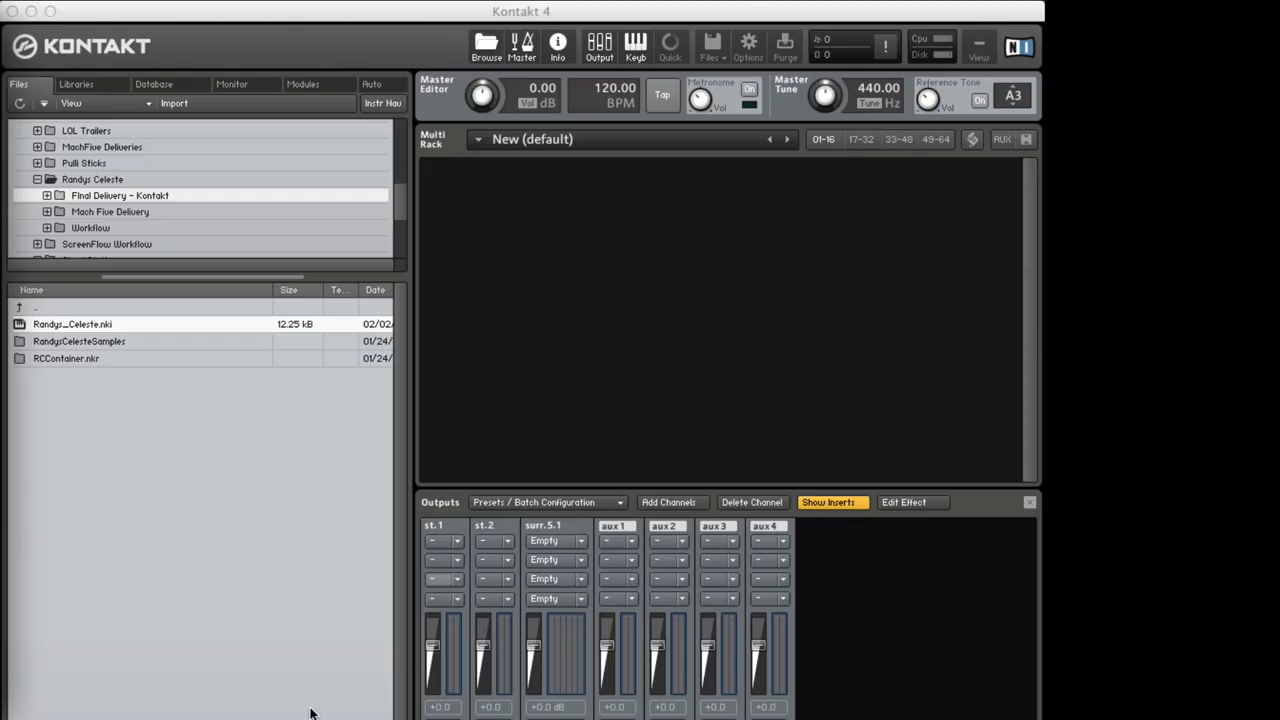 Kontakt 4
KONTAKT
Browse Master Info Output Keyb Quick Files Options Purge View
0
0
!
Cpu
Disk
NI
Files Libraries Database Monitor Modules Auto
View Import Instr Nav
Master Editor
0.00
Vol dB
120.00
BPM
Tap
Metronome
Vol
On
Master Tune
440.00
Tune Hz
Reference Tone
Vol
On
A3
LOL Trailers
MachFive Deliveries
Pulli Sticks
Randys Celeste
FInal Delivery - Kontakt
Mach Five Delivery
Workflow
ScreenFlow Workflow
Multi Rack
New (default)
01-16 17-32 33-48 49-64 AUX
Name Size Te... Date
..
Randys_Celeste.nki 12.25 kB 02/02/
RandysCelesteSamples 01/24/
RCContainer.nkr 01/24/
Outputs Presets / Batch Configuration Add Channels Delete Channel Show Inserts Edit Effect
st.1 st.2 surr.5.1 aux 1 aux 2 aux 3 aux 4
- - Empty - - - -
- - Empty - - - -
- - Empty - - - -
- - Empty - - - -
+0.0 +0.0 +0.0 dB +0.0 +0.0 +0.0 +0.0